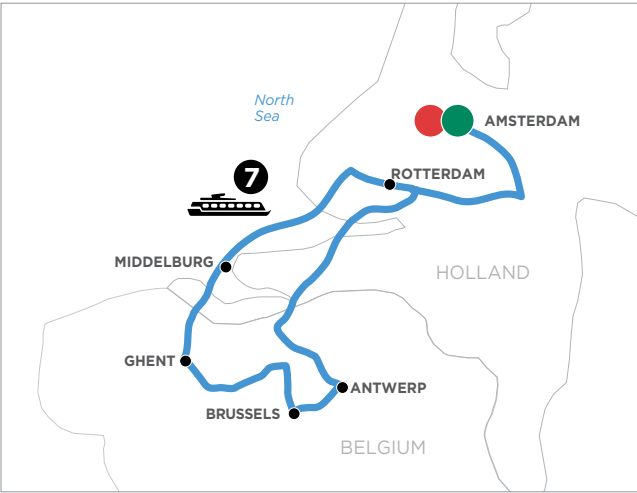 North
Sea
AMSTERDAM
7
ROTTERDAM
MIDDELBURG
HOLLAND
GHENT
ANTWERP
BRUSSELS
BELGIUM